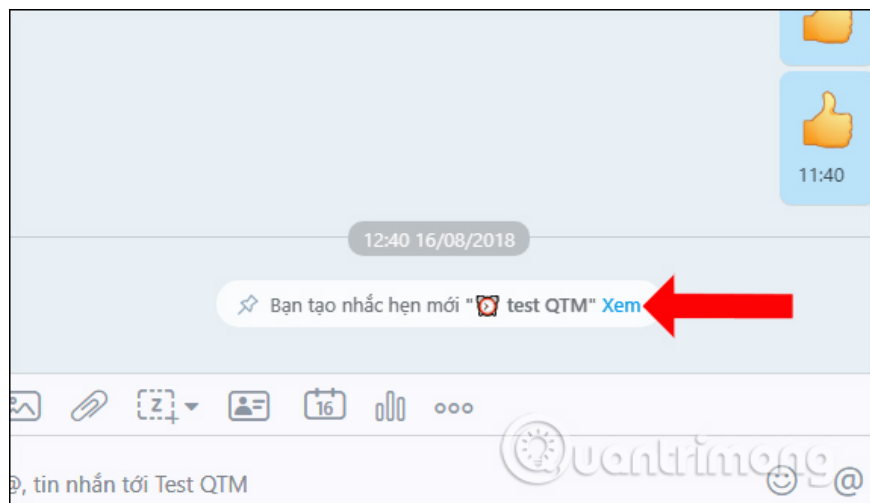 11:40
12:40 16/08/2018
Bạn tạo nhắc hẹn mới "⏰ test QTM" Xem
Z
16
@, tin nhắn tới Test QTM
Quantrimang
@